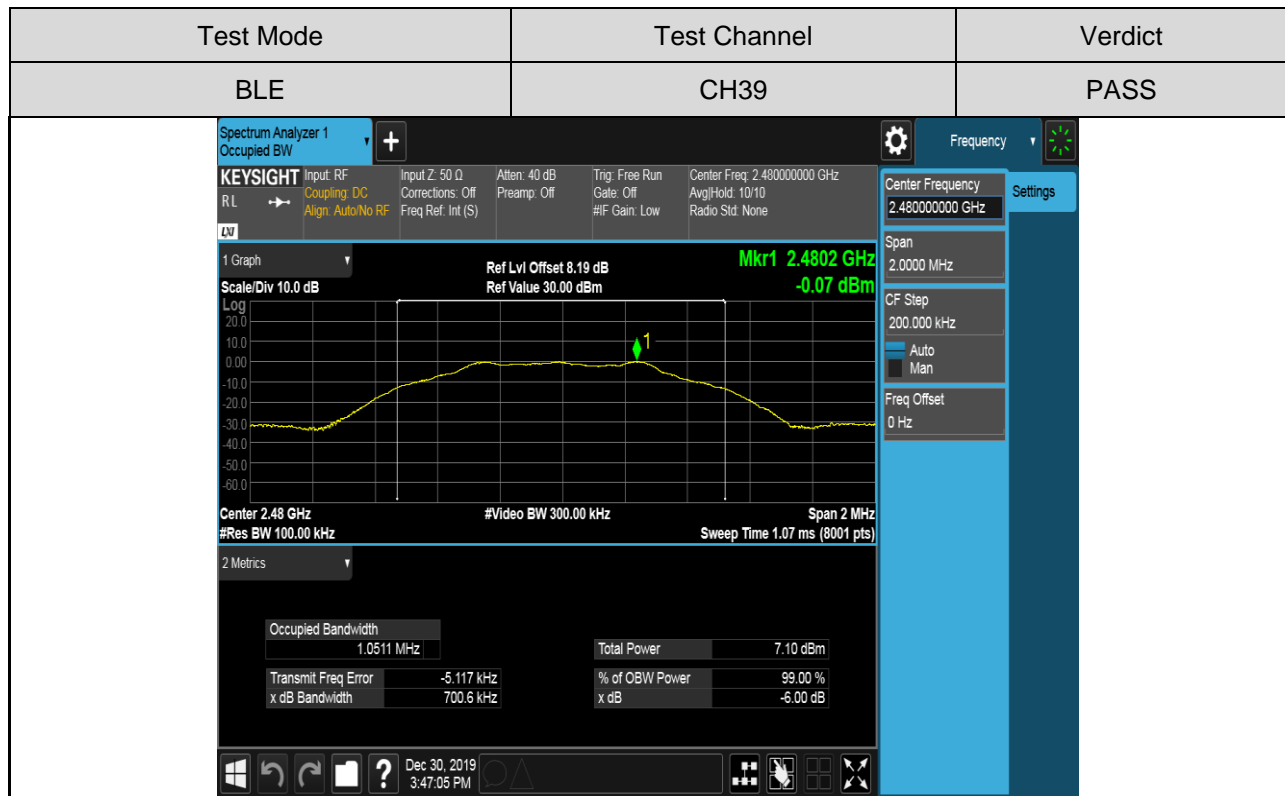 Test Mode Test Channel Verdict
BLE CH39 PASS
Spectrum Analyzer 1
Occupied BW
+
Frequency
KEYSIGHT Input: RF Input Z: 50 Ω Atten: 40 dB Trig: Free Run Center Freq: 2.480000000 GHz
RL Coupling: DC Corrections: Off Preamp: Off Gate: Off Avg|Hold: 10/10
Align: Auto/No RF Freq Ref: Int (S) #IF Gain: Low Radio Std: None
LXI
Center Frequency
2.480000000 GHz
Settings
Span
2.0000 MHz
CF Step
200.000 kHz
Auto
Man
Freq Offset
0 Hz
1 Graph Ref Lvl Offset 8.19 dB Mkr1 2.4802 GHz
Scale/Div 10.0 dB Ref Value 30.00 dBm -0.07 dBm
Log
20.0
10.0
1
0.00
-10.0
-20.0
-30.0
-40.0
-50.0
-60.0
Center 2.48 GHz #Video BW 300.00 kHz Span 2 MHz
#Res BW 100.00 kHz Sweep Time 1.07 ms (8001 pts)
2 Metrics
Occupied Bandwidth
1.0511 MHz Total Power 7.10 dBm
Transmit Freq Error -5.117 kHz % of OBW Power 99.00 %
x dB Bandwidth 700.6 kHz x dB -6.00 dB
? Dec 30, 2019
3:47:05 PM